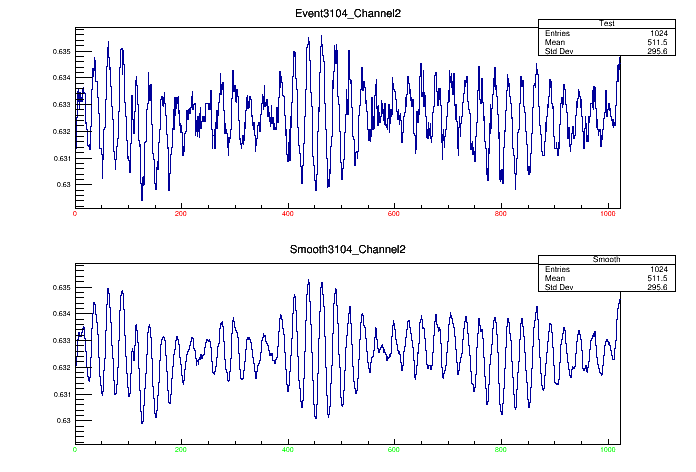 Event3104_Channel2
Test
Entries 1024
Mean 511.5
Std Dev 295.6
0.635
0.634
0.633
0.632
0.631
0.63
0 200 400 600 800 1000
Smooth3104_Channel2
Smooth
Entries 1024
Mean 511.5
Std Dev 295.6
0.635
0.634
0.633
0.632
0.631
0.63
0 200 400 600 800 1000